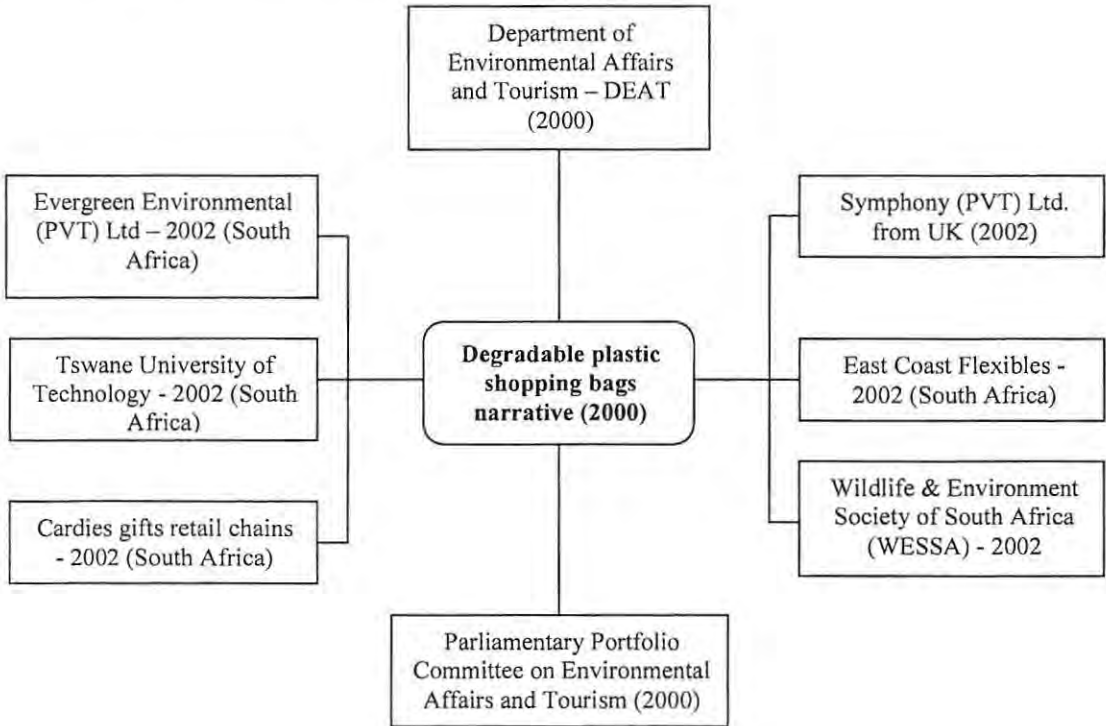 Department of
Environmental Affairs
and Tourism – DEAT
(2000)
Evergreen Environmental
(PVT) Ltd – 2002 (South
Africa)
Symphony (PVT) Ltd.
from UK (2002)
Degradable plastic
shopping bags
narrative (2000)
Tswane University of
Technology - 2002 (South
Africa)
East Coast Flexibles -
2002 (South Africa)
Cardies gifts retail chains
- 2002 (South Africa)
Wildlife & Environment
Society of South Africa
(WESSA) - 2002
Parliamentary Portfolio
Committee on Environmental
Affairs and Tourism (2000)